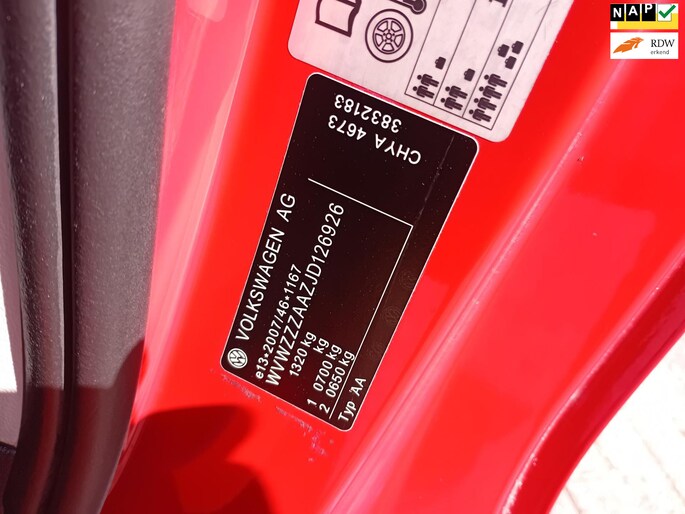 NAP
RDW
erkend
CHYA 4673
3832183
VOLKSWAGEN AG
e13*2007/46*1167
WVWZZZAAZJD126926
1320 kg
kg
1 0700 kg
2 0650 kg
Typ AA